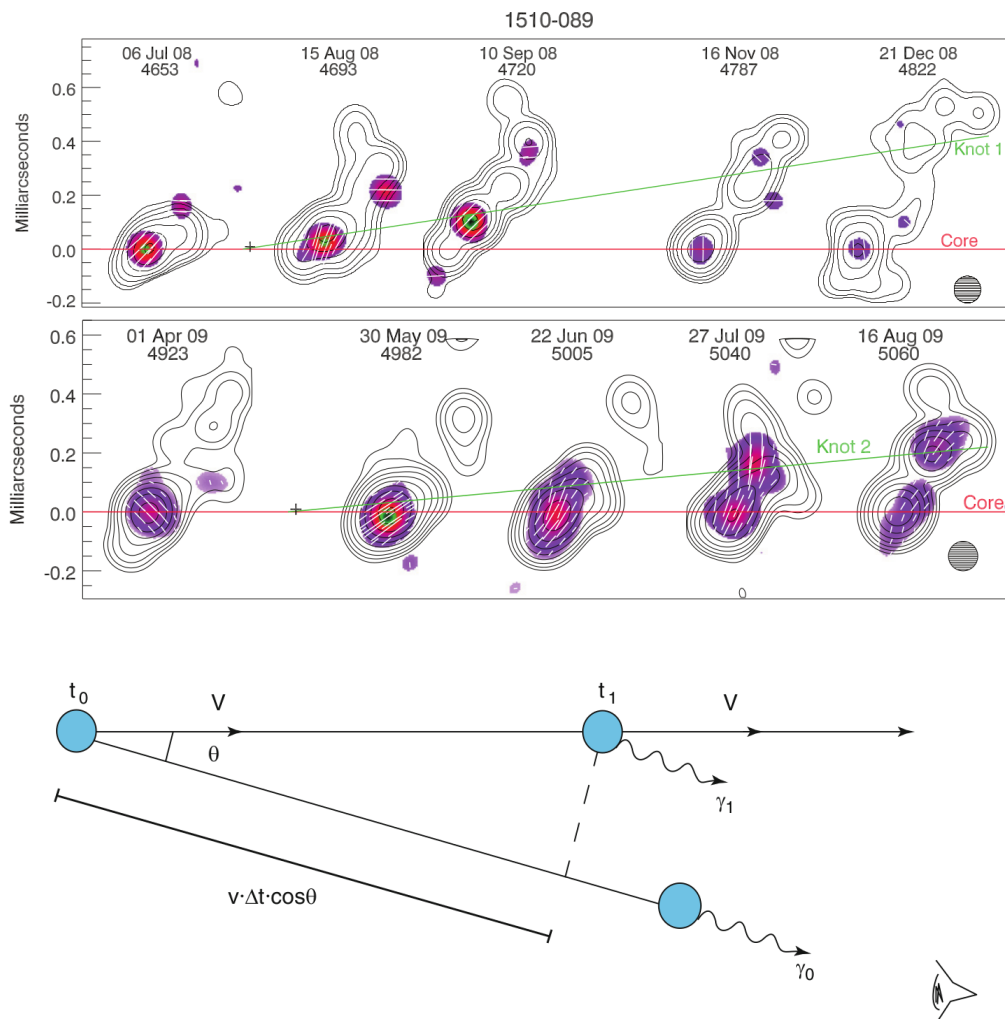 1510-089
06 Jul 08 15 Aug 08 10 Sep 08 16 Nov 08 21 Dec 08
4653 4693 4720 4787 4822
Milliarcseconds
0.6
0.4
0.2
0.0
-0.2
Knot 1
Core
01 Apr 09 30 May 09 22 Jun 09 27 Jul 09 16 Aug 09
4923 4982 5005 5040 5060
Milliarcseconds
0.6
0.4
0.2
0.0
-0.2
Knot 2
Core
t₀ V t₁ V
θ
γ₁
v·Δt·cosθ
γ₀